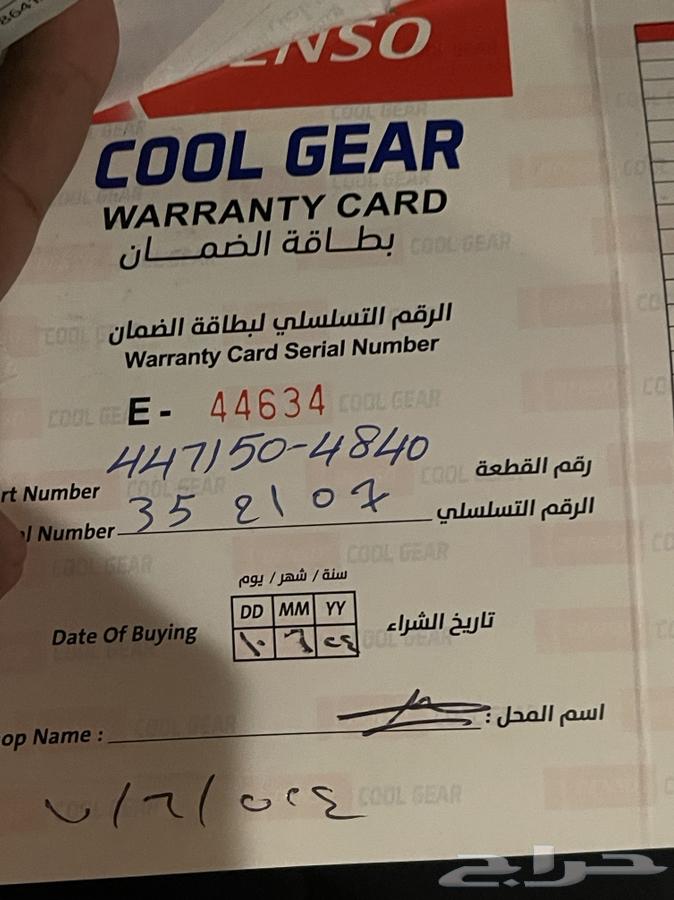 ENSO
COOL GEAR
WARRANTY CARD
بطاقة الضمان
الرقم التسلسلي لبطاقة الضمان
Warranty Card Serial Number
E - 44634
rt Number 447150-4840 رقم القطعة
l Number 35 2107 الرقم التسلسلي
سنة / شهر / يوم
DD MM YY
Date Of Buying تاريخ الشراء
op Name : اسم المحل :
حراج